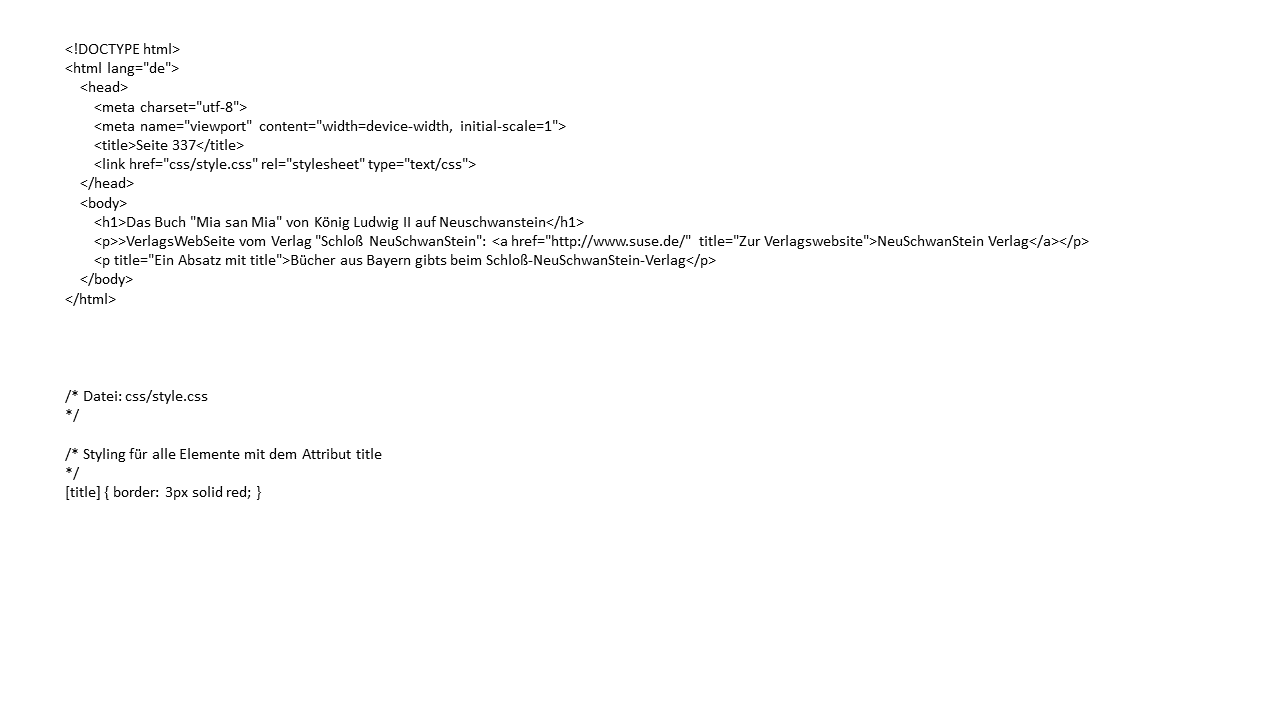 <!DOCTYPE html>
<html lang="de">
<head>
<meta charset="utf-8">
<meta name="viewport" content="width=device-width, initial-scale=1">
<title>Seite 337</title>
<link href="css/style.css" rel="stylesheet" type="text/css">
</head>
<body>
<h1>Das Buch "Mia san Mia" von König Ludwig II auf Neuschwanstein</h1>
<p>>VerlagsWebSeite vom Verlag "Schloß NeuSchwanStein": <a href="http://www.suse.de/" title="Zur Verlagswebsite">NeuSchwanStein Verlag</a></p>
<p title="Ein Absatz mit title">Bücher aus Bayern gibts beim Schloß-NeuSchwanStein-Verlag</p>
</body>
</html>
/* Datei: css/style.css
*/
/* Styling für alle Elemente mit dem Attribut title
*/
[title] { border: 3px solid red; }